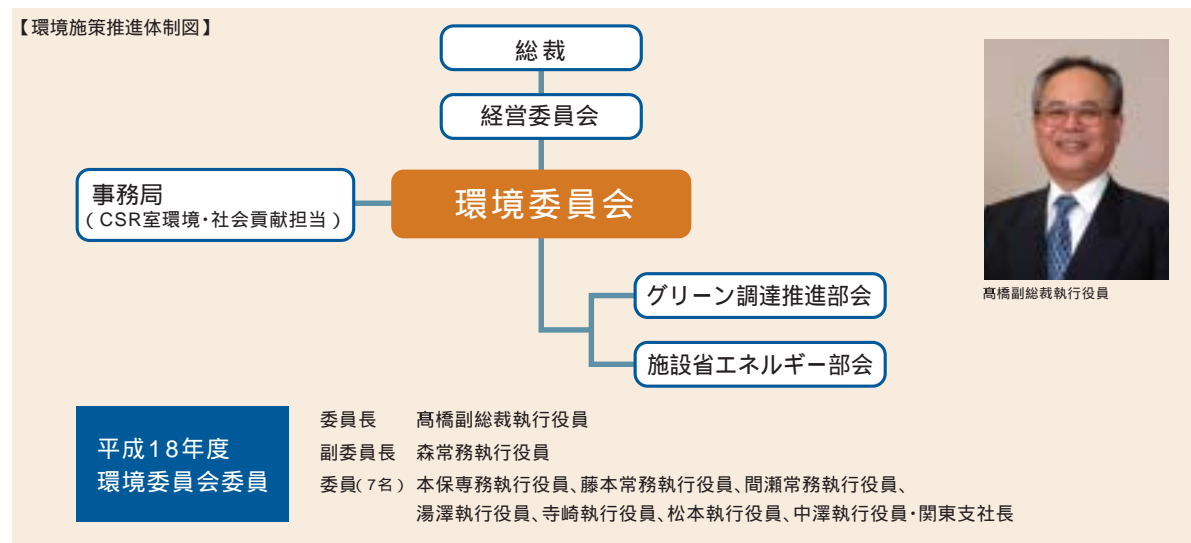 【環境施策推進体制図】
総裁
経営委員会
環境委員会
事務局
(CSR室環境・社会貢献担当)
グリーン調達推進部会
施設省エネルギー部会
髙橋副総裁執行役員
平成18年度
環境委員会委員
委員長 髙橋副総裁執行役員
副委員長 森常務執行役員
委員(7名) 本保専務執行役員、藤本常務執行役員、間瀬常務執行役員、
湯澤執行役員、寺崎執行役員、松本執行役員、中澤執行役員・関東支社長